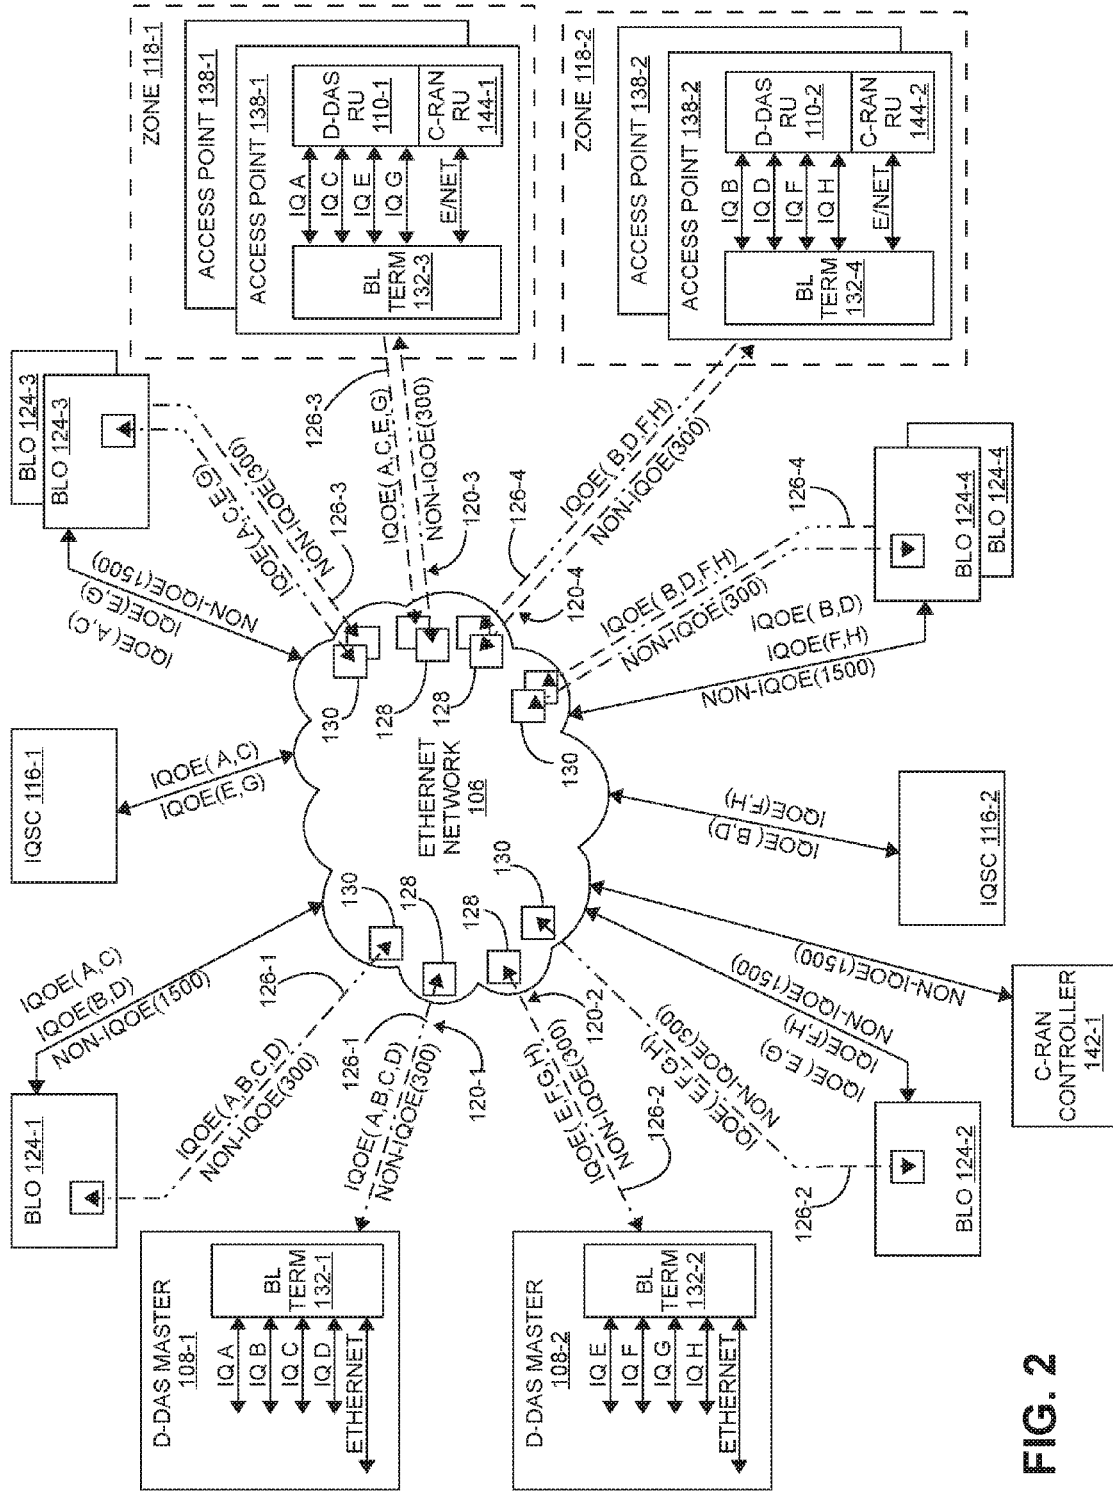 ZONE 118-1
ACCESS POINT 138-1
ACCESS POINT 138-1
D-DAS
RU
110-1
C-RAN
RU
144-1
IQ A
IQ C
IQ E
IQ G
E/NET
BL
TERM
132-3
ZONE 118-2
ACCESS POINT 138-2
ACCESS POINT 138-2
D-DAS
RU
110-2
C-RAN
RU
144-2
IQ B
IQ D
IQ F
IQ H
E/NET
BL
TERM
132-4
BLO 124-3
BLO 124-3
126-3
IQOE( A,C,E,G)
NON-IQOE(300)
120-3
NON-IQOE(300)
IQOE( A,C,E,G)
126-3
NON-IQOE(1500)
IQOE(E,G)
IQOE( A,C)
126-4
IQOE( B,D,F,H)
NON-IQOE(300)
120-4
IQOE( B,D,F,H)
NON-IQOE(300)
126-4
BLO 124-4
BLO 124-4
IQOE( B,D)
IQOE(F,H)
NON-IQOE(1500)
130
128
128
130
IQSC 116-1
IQOE( A,C)
IQOE(E,G)
ETHERNET
NETWORK
106
IQOE(F,H)
IQOE( B,D)
IQSC 116-2
130
128
128
130
BLO 124-1
IQOE( A,C)
IQOE(B,D)
NON-IQOE(1500)
126-1
IQOE( A,B,C,D)
NON-IQOE(300)
126-1
IQOE( A,B,C,D)
NON-IQOE(300)
120-1
120-2
IQOE( E,F,G,H)
NON-IQOE(300)
126-2
NON-IQOE(300)
IQOE( E,F,G,H)
126-2
NON-IQOE(1500)
NON-IQOE(1500)
IQOE(F,H)
IQOE( E,G)
BLO 124-2
C-RAN
CONTROLLER
142-1
D-DAS MASTER
108-1
BL
TERM
132-1
IQ A
IQ B
IQ C
IQ D
ETHERNET
D-DAS MASTER
108-2
BL
TERM
132-2
IQ E
IQ F
IQ G
IQ H
ETHERNET
FIG. 2